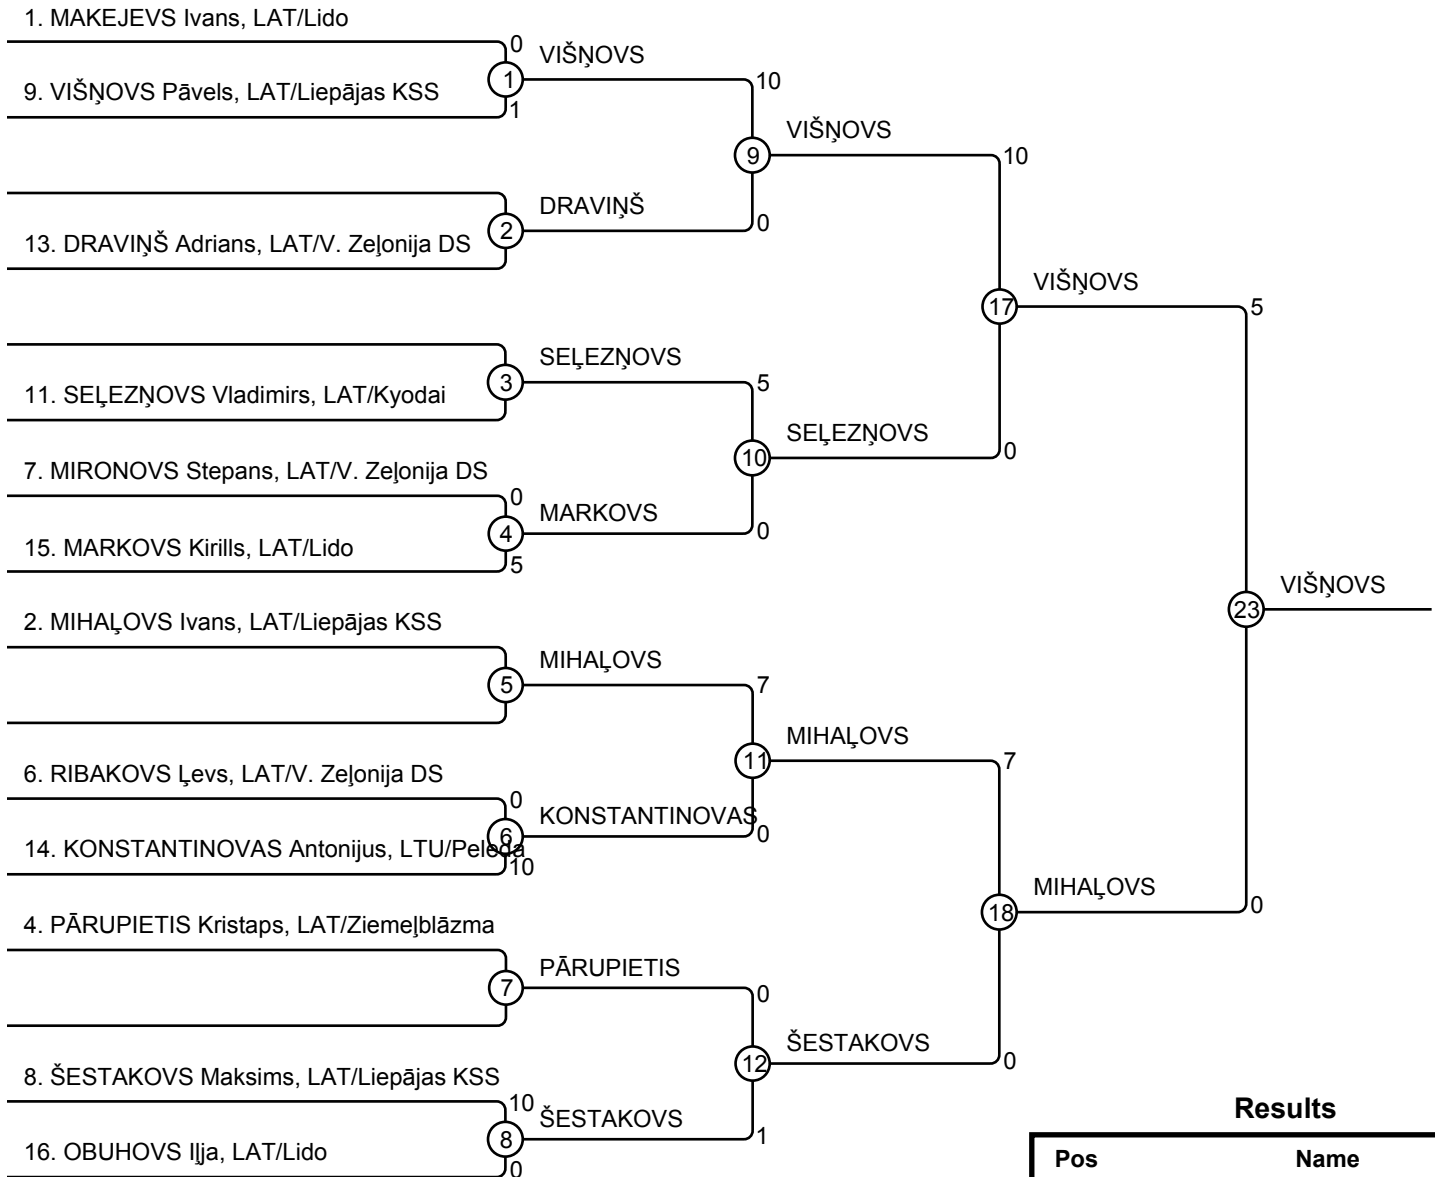 1. MAKEJEVS Ivans, LAT/Lido
0
VIŠŅOVS
1
10
9. VIŠŅOVS Pāvels, LAT/Liepājas KSS
1
VIŠŅOVS
9
10
DRAVIŅŠ
2
0
13. DRAVIŅŠ Adrians, LAT/V. Zeļonija DS
VIŠŅOVS
17
5
SEĻEZŅOVS
3
5
11. SEĻEZŅOVS Vladimirs, LAT/Kyodai
SEĻEZŅOVS
10
0
7. MIRONOVS Stepans, LAT/V. Zeļonija DS
0
MARKOVS
4
0
15. MARKOVS Kirills, LAT/Lido
5
VIŠŅOVS
23
2. MIHAĻOVS Ivans, LAT/Liepājas KSS
MIHAĻOVS
5
7
MIHAĻOVS
11
7
6. RIBAKOVS Ļevs, LAT/V. Zeļonija DS
0
KONSTANTINOVAS
6
0
14. KONSTANTINOVAS Antonijus, LTU/Peleda
10
MIHAĻOVS
18
0
4. PĀRUPIETIS Kristaps, LAT/Ziemeļblāzma
PĀRUPIETIS
7
0
ŠESTAKOVS
12
0
8. ŠESTAKOVS Maksims, LAT/Liepājas KSS
10
ŠESTAKOVS
8
1
16. OBUHOVS Iļja, LAT/Lido
0
Results
Pos Name